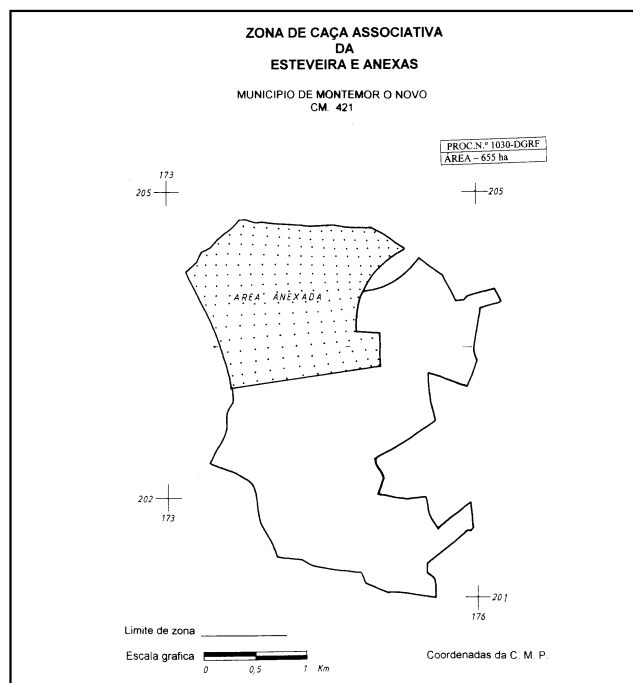 ZONA DE CAÇA ASSOCIATIVA
DA
ESTEVEIRA E ANEXAS
MUNICIPIO DE MONTEMOR O NOVO
CM. 421
PROC.N.º 1030-DGRF
ÁREA – 655 ha
173
205
205
AREA ANEXADA
202
173
201
176
Limite de zona
Escala grafica
0 0,5 1 Km
Coordenadas da C. M. P.